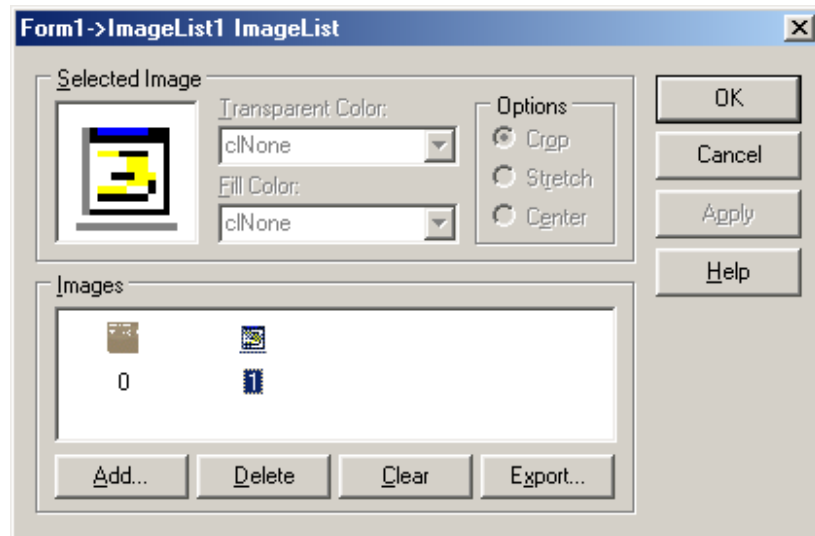 Form1->ImageList1 ImageList
Selected Image
Transparent Color:
clNone
Fill Color:
clNone
Options
Crop
Stretch
Center
OK
Cancel
Apply
Help
Images
0 1
Add... Delete Clear Export...